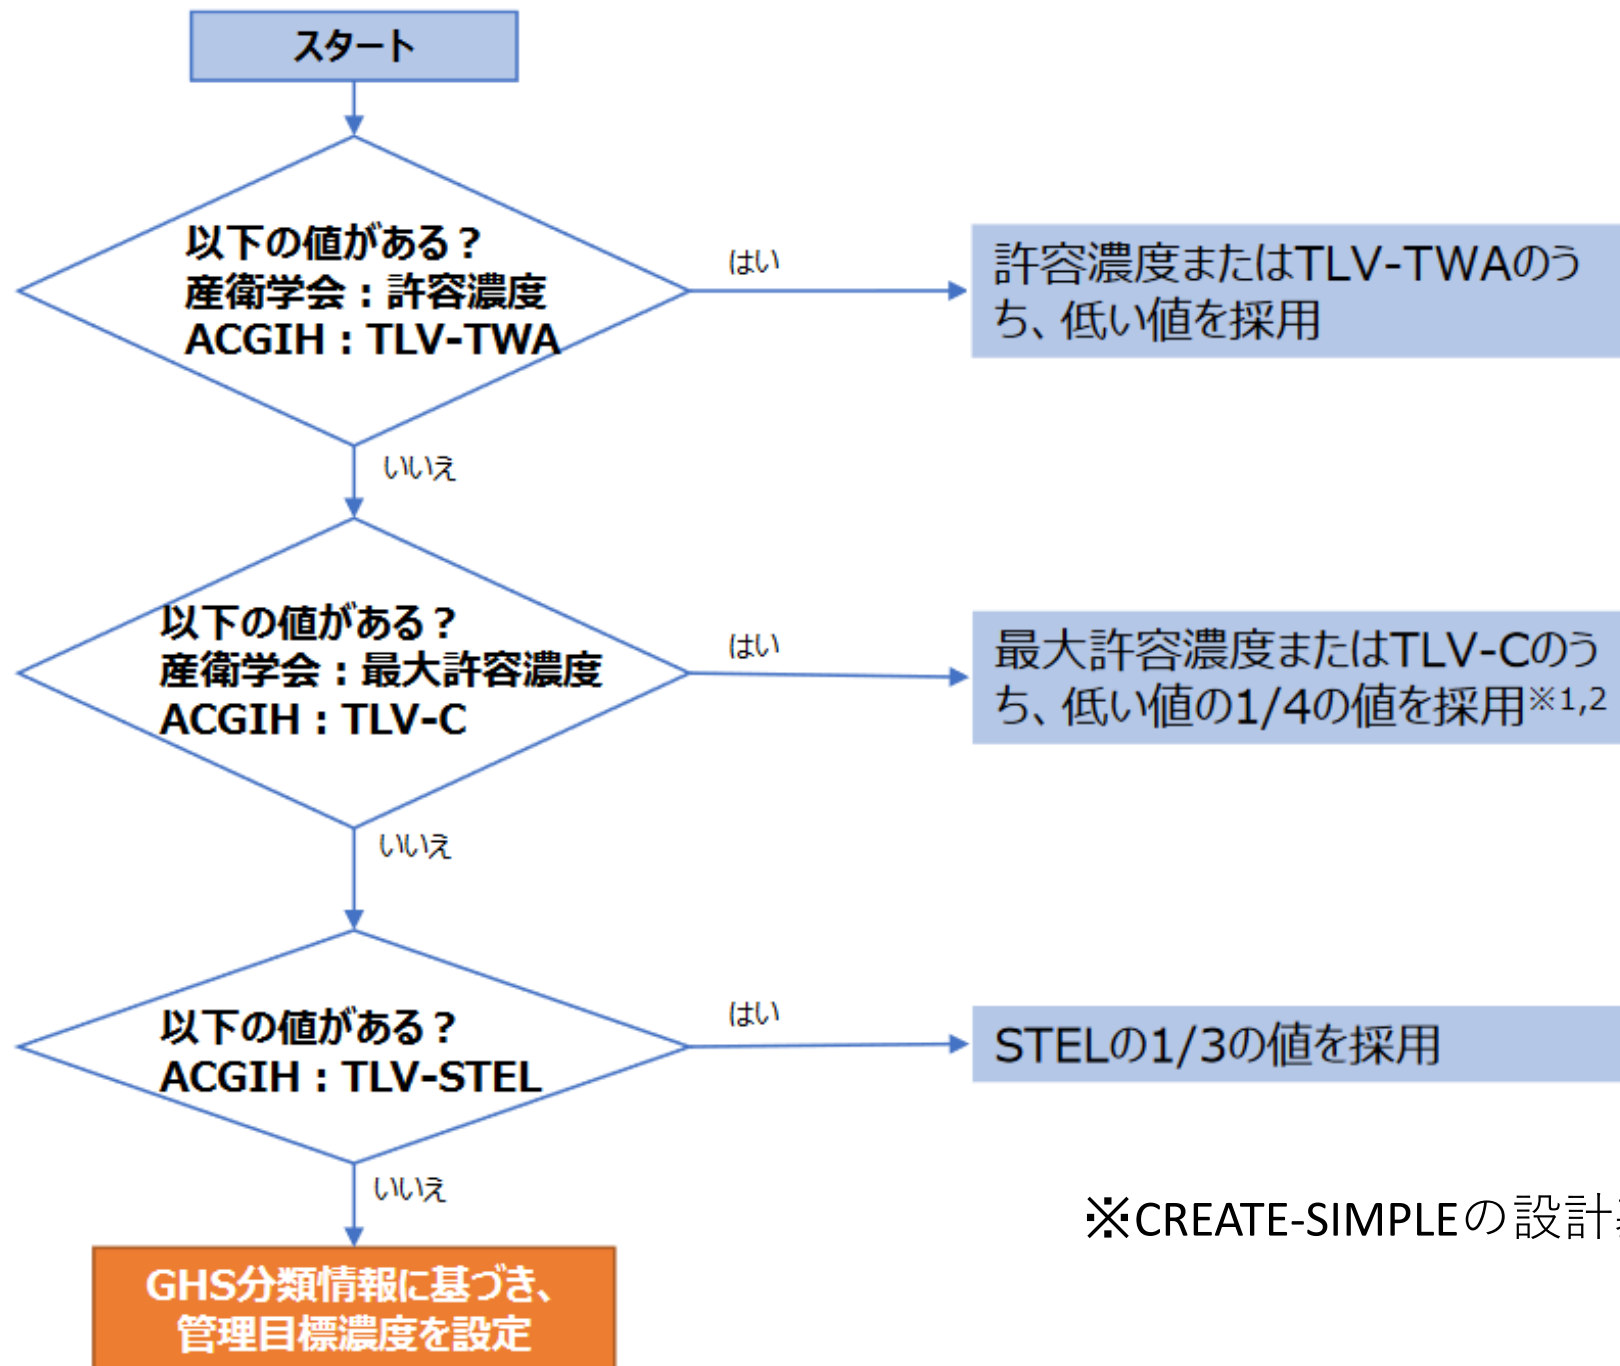 スタート
以下の値がある？
産衛学会：許容濃度
ACGIH：TLV-TWA
はい
許容濃度またはTLV-TWAのう
ち、低い値を採用
いいえ
以下の値がある？
産衛学会：最大許容濃度
ACGIH：TLV-C
はい
最大許容濃度またはTLV-Cのう
ち、低い値の1/4の値を採用※1,2
いいえ
以下の値がある？
ACGIH：TLV-STEL
はい
STELの1/3の値を採用
いいえ
※CREATE-SIMPLEの設計
GHS分類情報に基づき、
管理目標濃度を設定